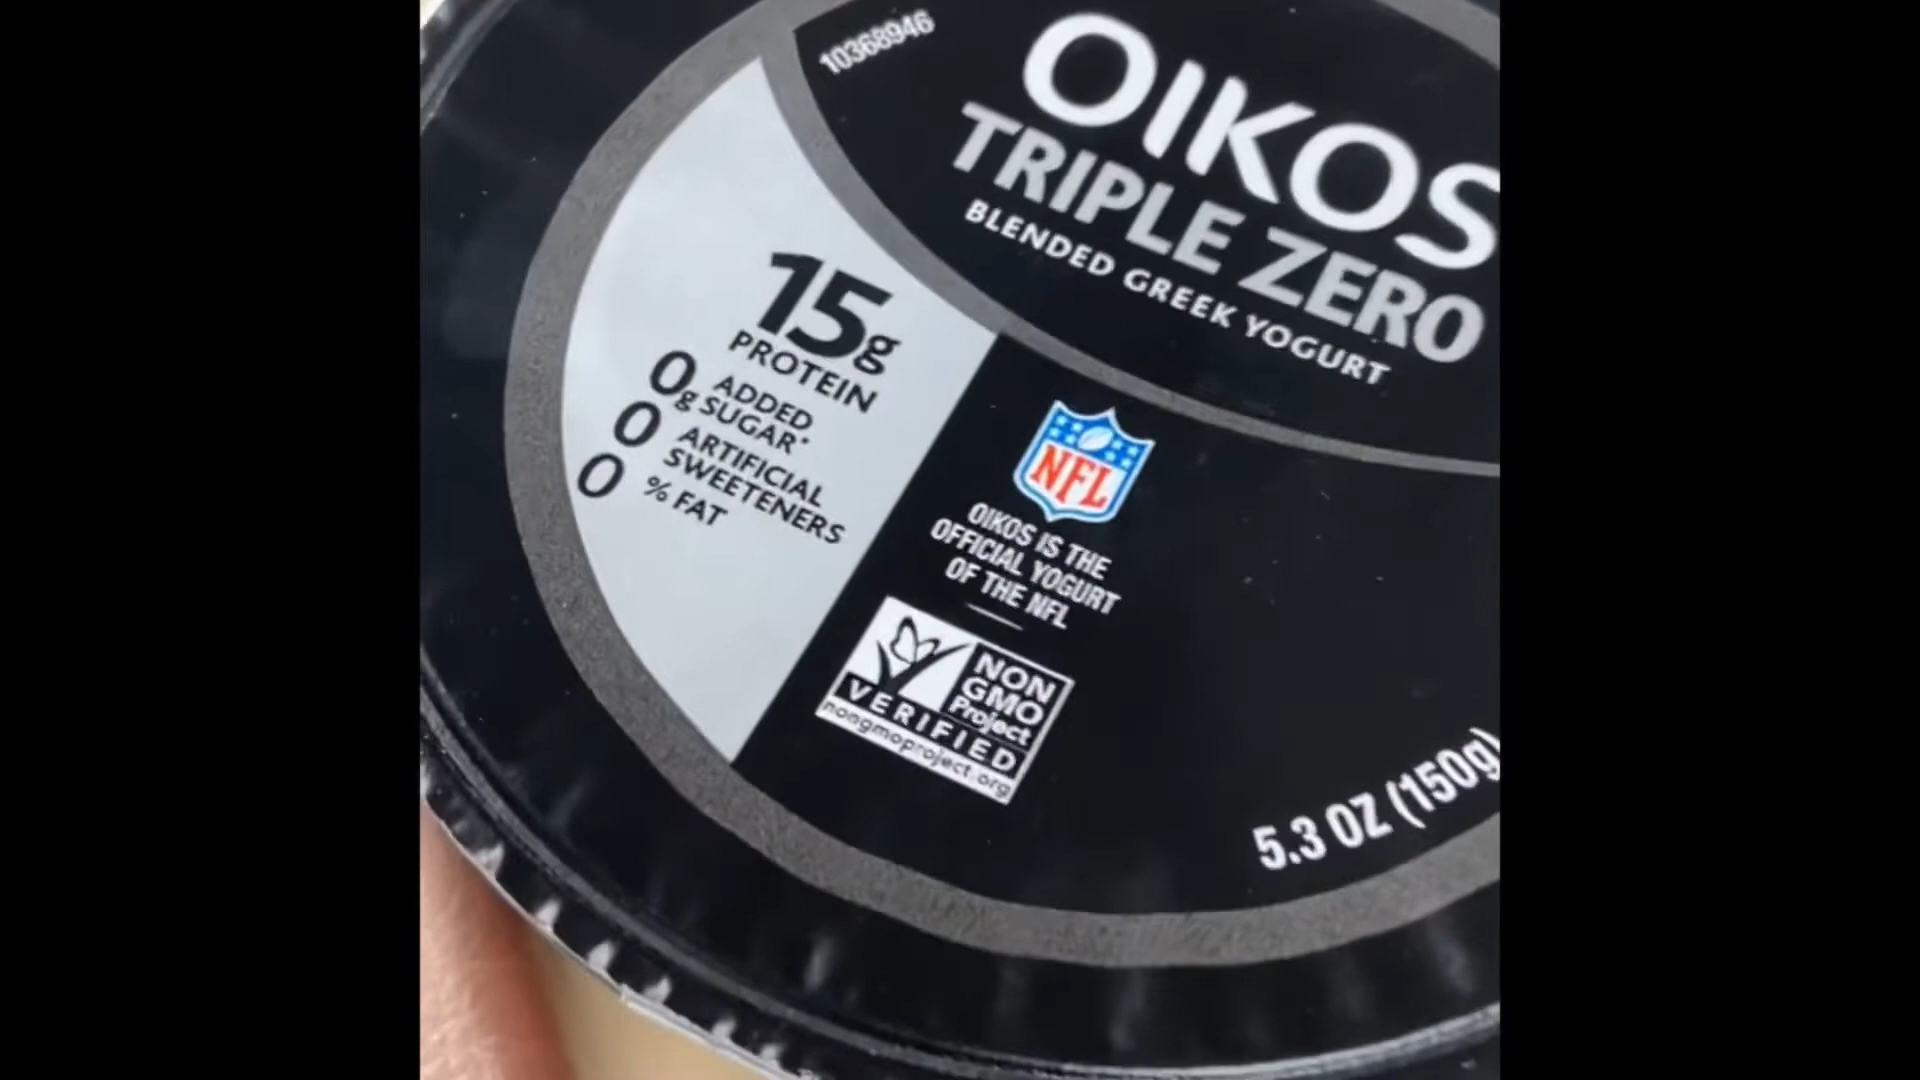 10368946
OIKOS
TRIPLE ZERO
BLENDED GREEK YOGURT
15g
PROTEIN
0g ADDED
SUGAR*
0 ARTIFICIAL
SWEETENERS
0 % FAT
NFL
OIKOS IS THE
OFFICIAL YOGURT
OF THE NFL
NON
GMO
Project
VERIFIED
nongmoproject.org
5.3 OZ (150g)